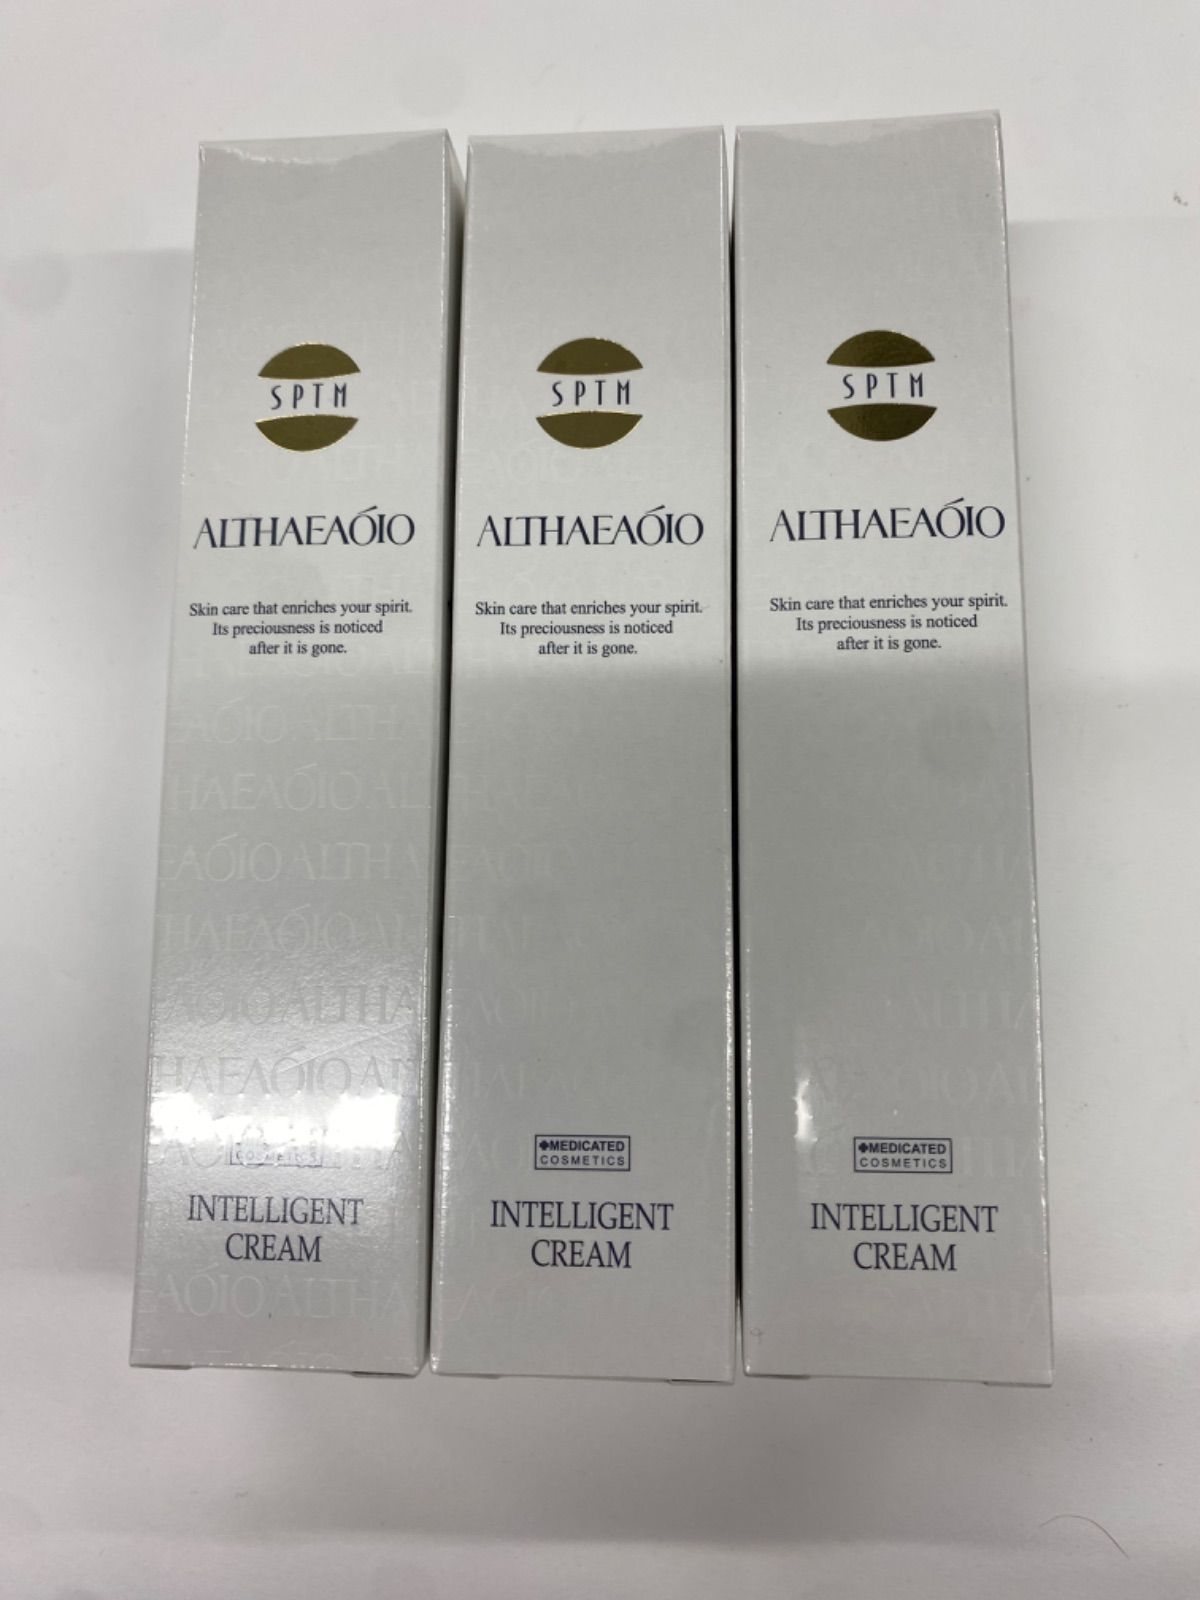 SPTM
ALTHAEAÓIO
Skin care that enriches your spirit.
Its preciousness is noticed
after it is gone.
COSMETICS
INTELLIGENT
CREAM
SPTM
ALTHAEAÓIO
Skin care that enriches your spirit.
Its preciousness is noticed
after it is gone.
MEDICATED
COSMETICS
INTELLIGENT
CREAM
SPTM
ALTHAEAÓIO
Skin care that enriches your spirit.
Its preciousness is noticed
after it is gone.
MEDICATED
COSMETICS
INTELLIGENT
CREAM